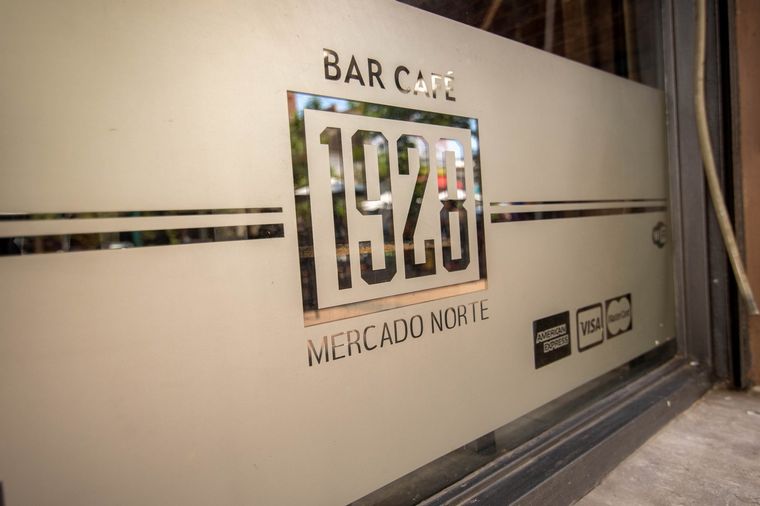 BAR CAFÉ
1928
MERCADO NORTE
AMERICAN
EXPRESS
VISA
MasterCard